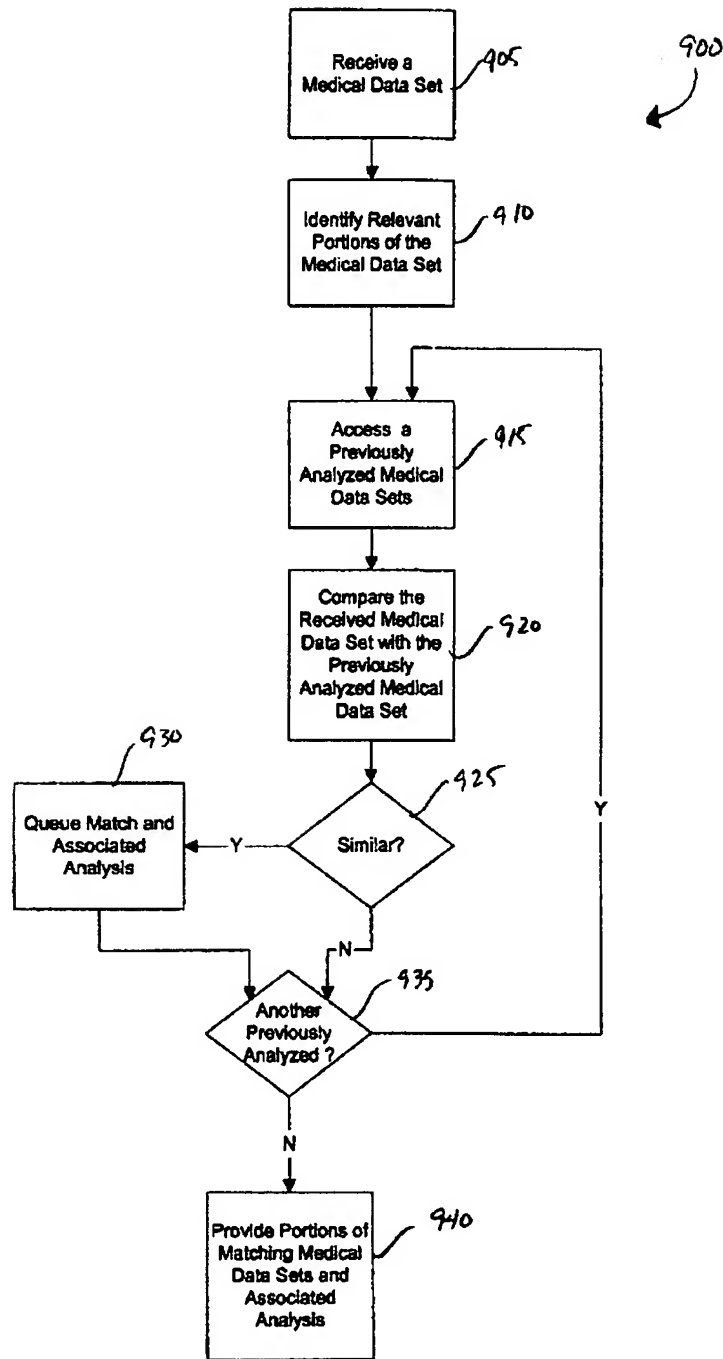 Receive a
Medical Data Set
905
900
Identify Relevant
Portions of the
Medical Data Set
910
Access a
Previously
Analyzed Medical
Data Sets
915
Compare the
Received Medical
Data Set with the
Previously
Analyzed Medical
Data Set
920
930
Queue Match and
Associated
Analysis
Y
Similar?
925
Y
N
Another
Previously
Analyzed ?
935
N
Provide Portions of
Matching Medical
Data Sets and
Associated
Analysis
940